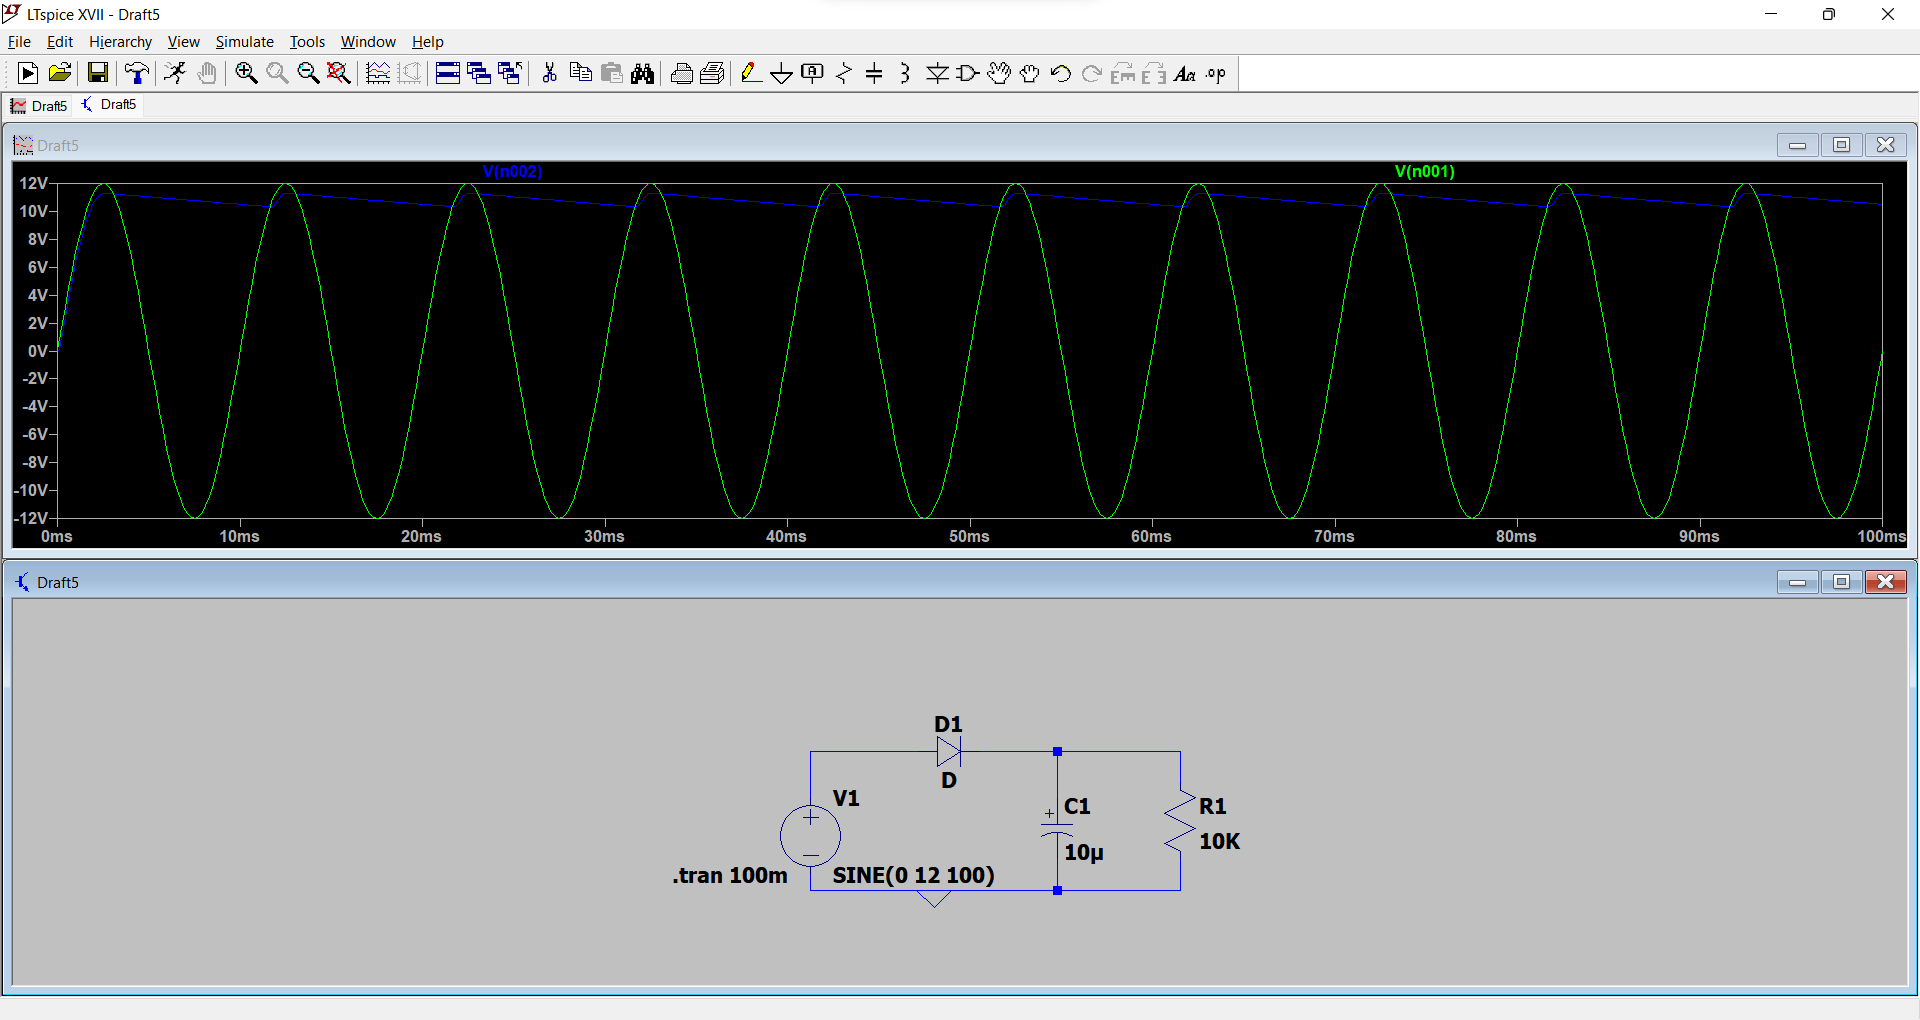 LTspice XVII - Draft5
File Edit Hierarchy View Simulate Tools Window Help
Draft5 Draft5
Draft5
V(n002) V(n001)
12V
10V
8V
6V
4V
2V
0V
-2V
-4V
-6V
-8V
-10V
-12V
0ms 10ms 20ms 30ms 40ms 50ms 60ms 70ms 80ms 90ms 100ms
Draft5
D1
D
V1
C1
R1
10K
10µ
.tran 100m SINE(0 12 100)